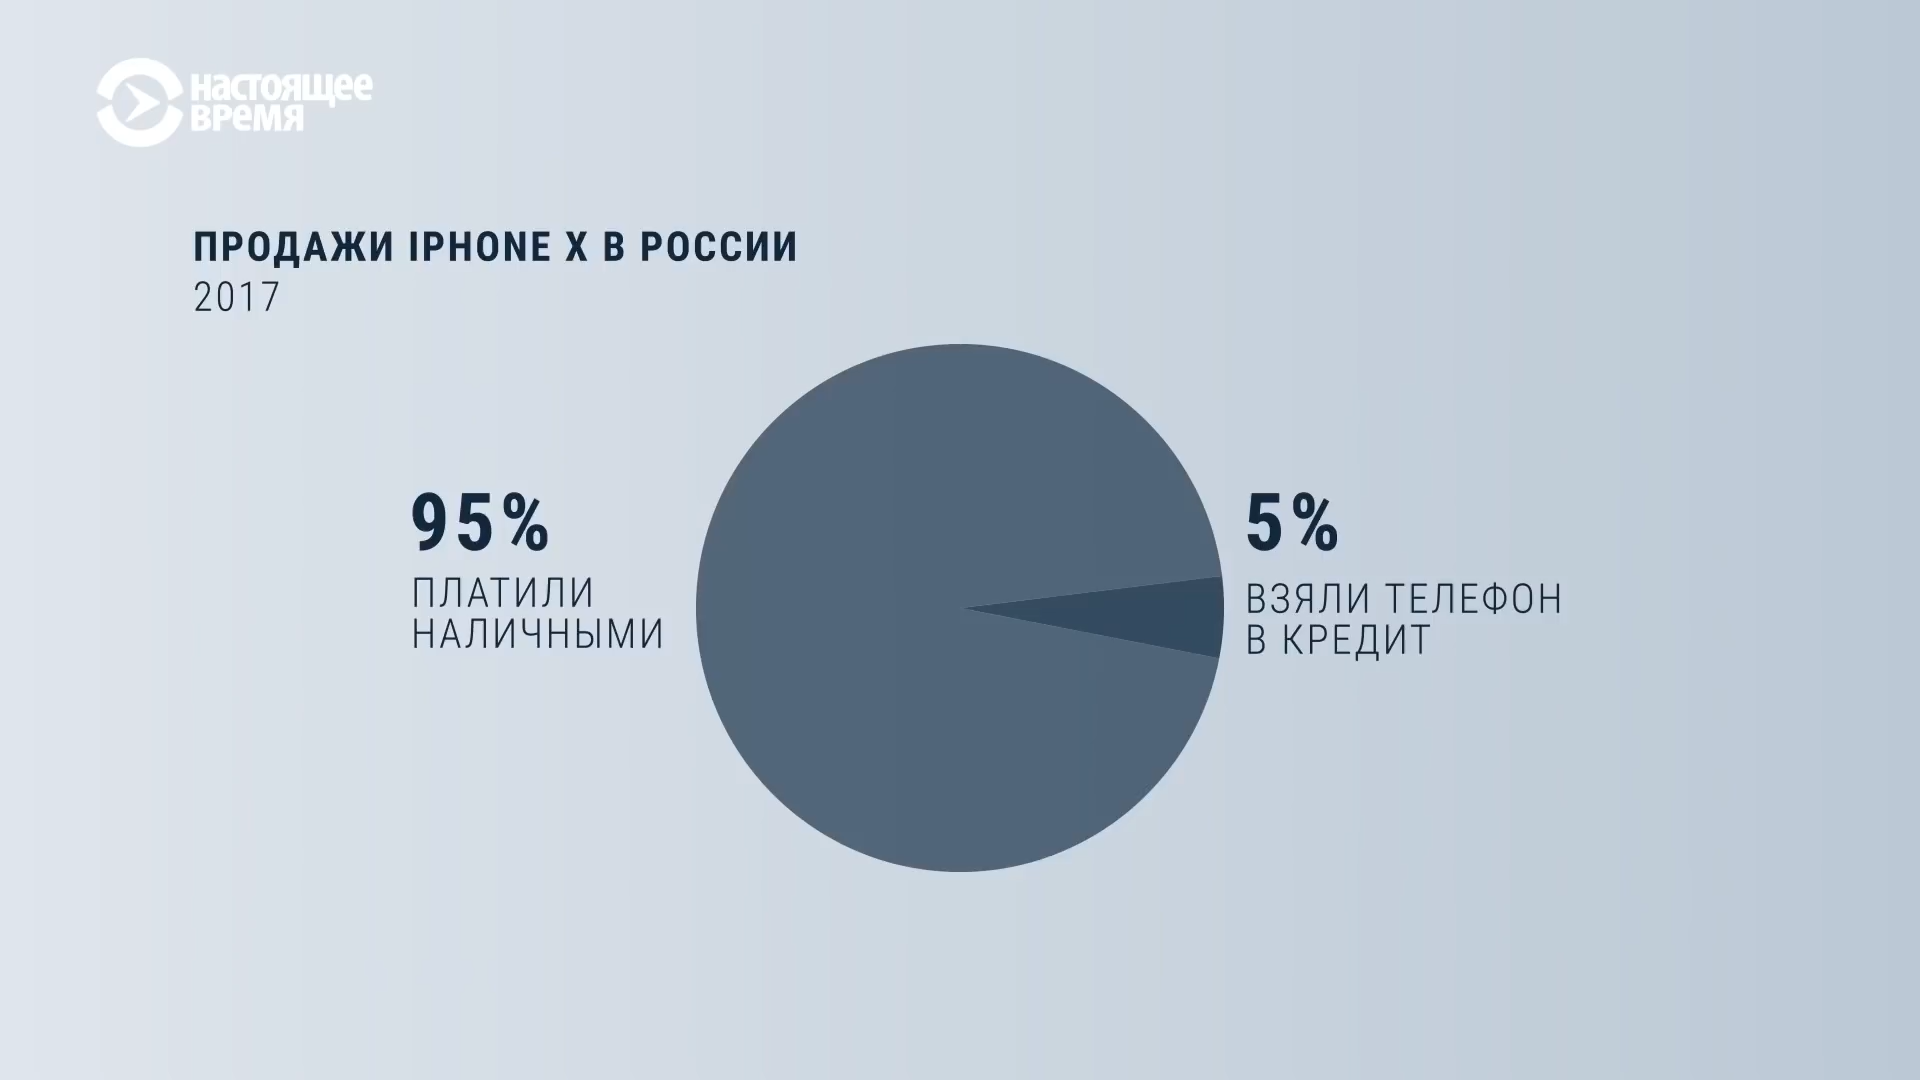 настоящее
время
ПРОДАЖИ IPHONE X В РОССИИ
2017
95%
ПЛАТИЛИ
НАЛИЧНЫМИ
5%
ВЗЯЛИ ТЕЛЕФОН
В КРЕДИТ